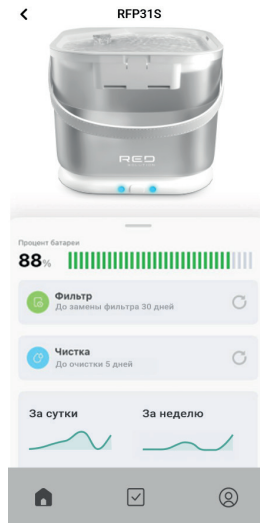 RFP31S
RED
Процент батареи
88%
Фильтр
До замены фильтра 30 дней
Чистка
До очистки 5 дней
За сутки
За неделю